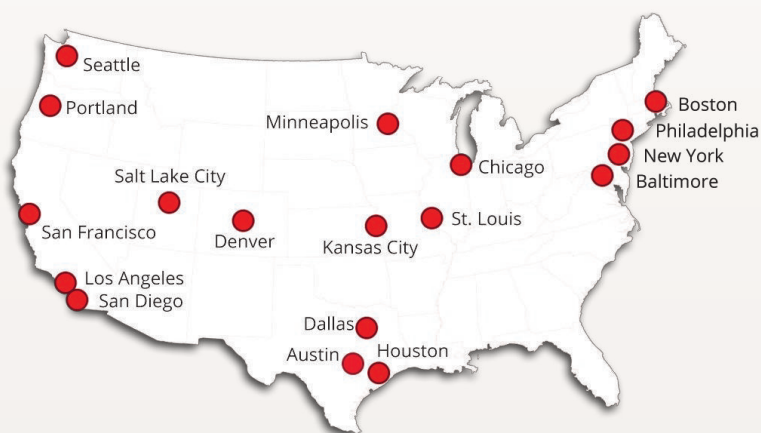 Seattle
Portland
Minneapolis
Boston
Philadelphia
New York
Baltimore
Chicago
Salt Lake City
San Francisco
Denver
Kansas City
St. Louis
Los Angeles
San Diego
Dallas
Austin
Houston